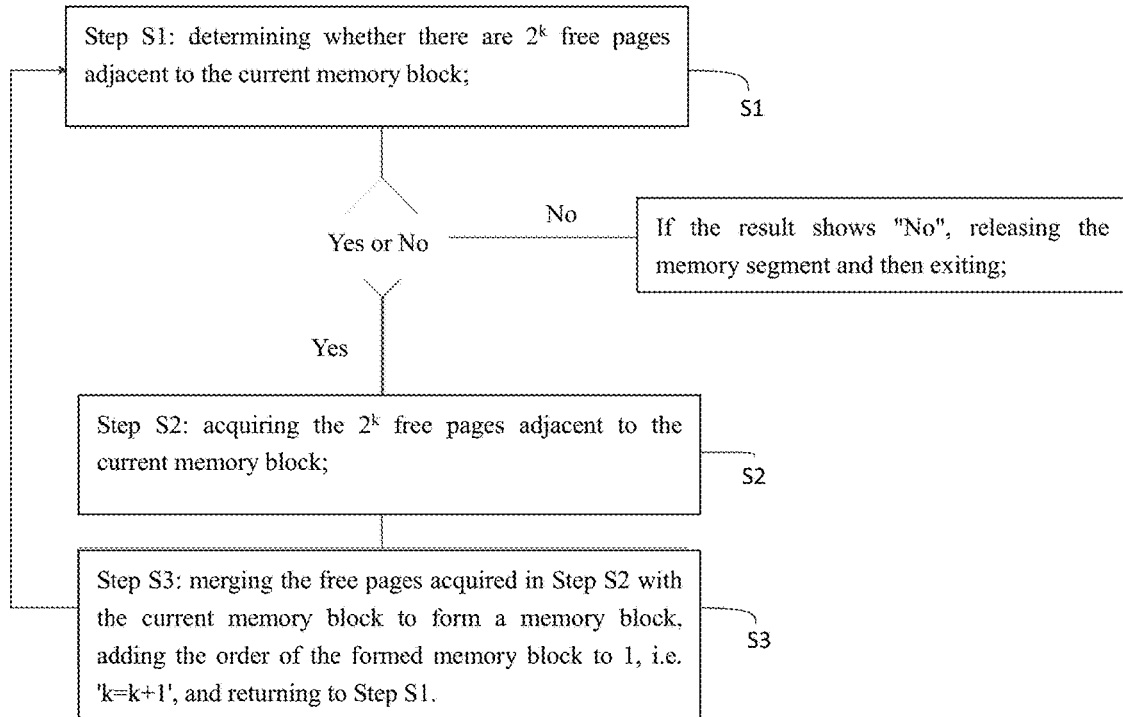 Step S1: determining whether there are 2ᵏ free pages
adjacent to the current memory block;
S1
No
If the result shows "No", releasing the
memory segment and then exiting;
Yes or No
Yes
Step S2: acquiring the 2ᵏ free pages adjacent to the
current memory block;
S2
Step S3: merging the free pages acquired in Step S2 with
the current memory block to form a memory block,
adding the order of the formed memory block to 1, i.e.
'k=k+1', and returning to Step S1.
S3